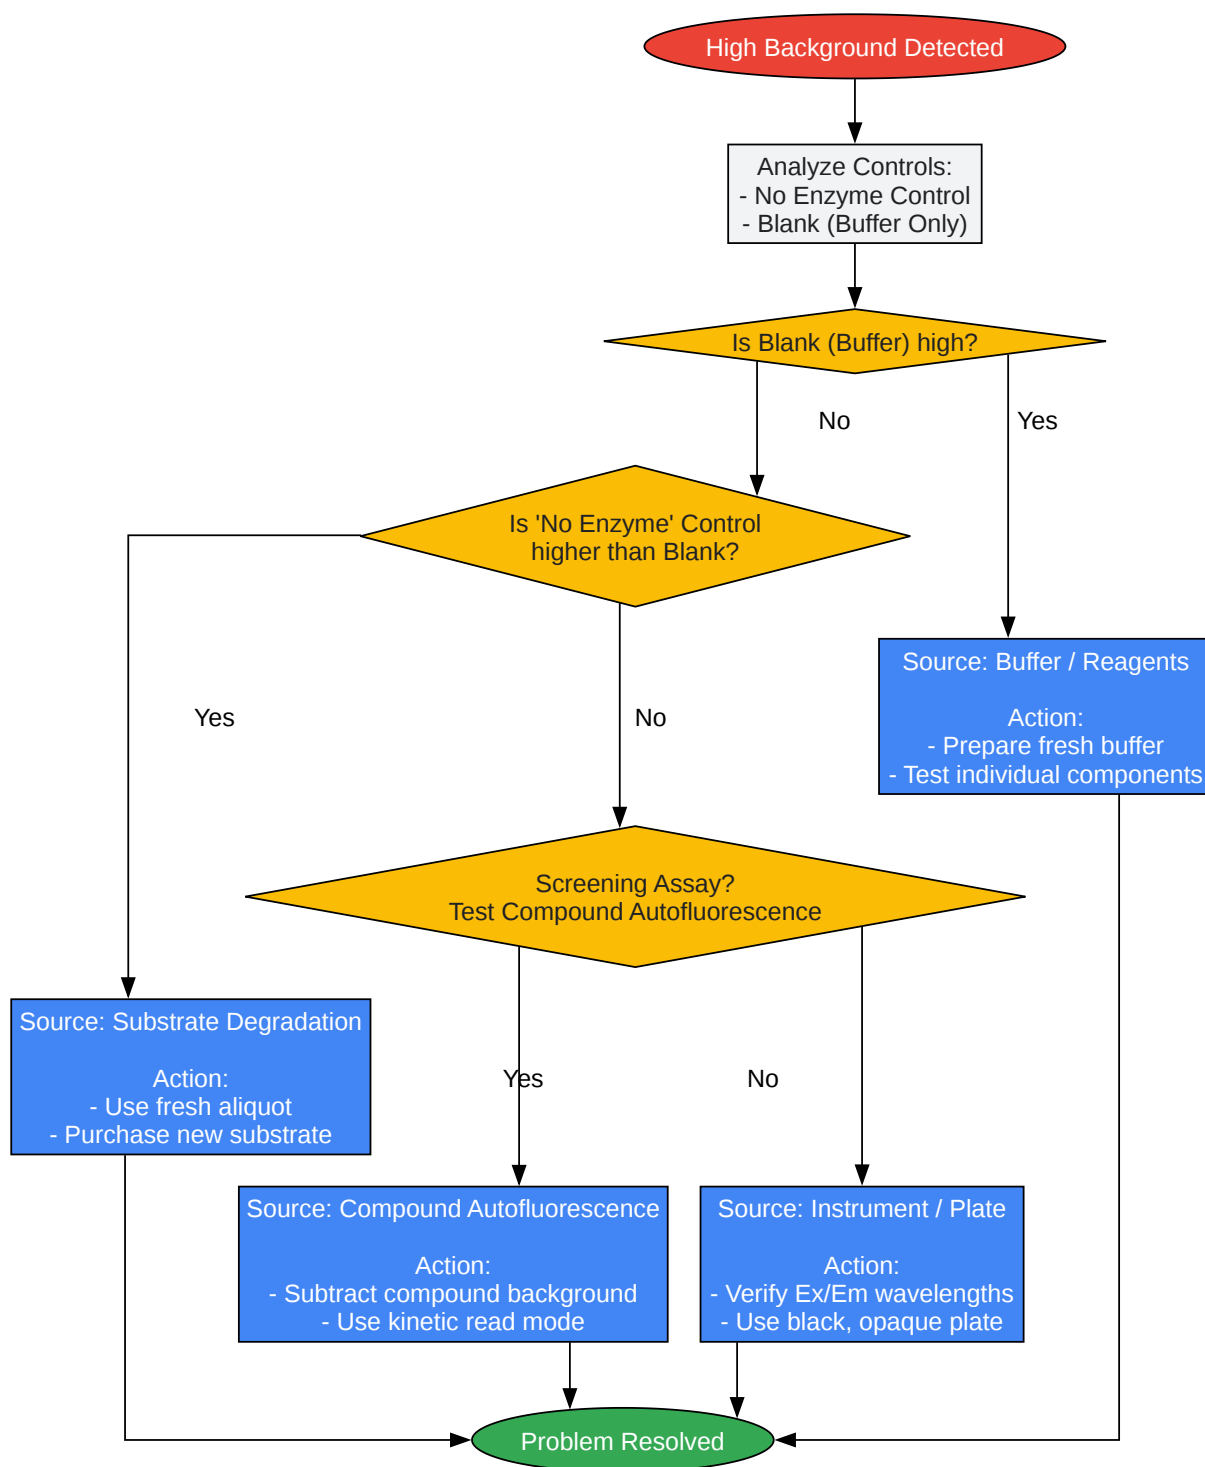 High Background Detected
Analyze Controls:
- No Enzyme Control
- Blank (Buffer Only)
Is Blank (Buffer) high?
No
Yes
Is 'No Enzyme' Control
higher than Blank?
Source: Buffer / Reagents
Action:
- Prepare fresh buffer
- Test individual components
Yes
No
Screening Assay?
Test Compound Autofluorescence
Source: Substrate Degradation
Action:
- Use fresh aliquot
- Purchase new substrate
Yes
No
Source: Compound Autofluorescence
Action:
- Subtract compound background
- Use kinetic read mode
Source: Instrument / Plate
Action:
- Verify Ex/Em wavelengths
- Use black, opaque plate
Problem Resolved